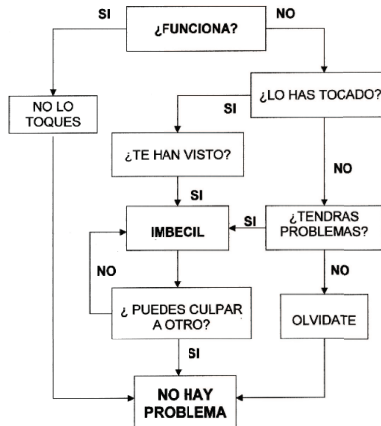 SI
¿FUNCIONA?
NO
NO LO
TOQUES
¿LO HAS TOCADO?
SI
¿TE HAN VISTO?
NO
SI
IMBECIL
SI
¿TENDRAS
PROBLEMAS?
NO
NO
¿ PUEDES CULPAR
A OTRO?
OLVIDATE
SI
NO HAY
PROBLEMA